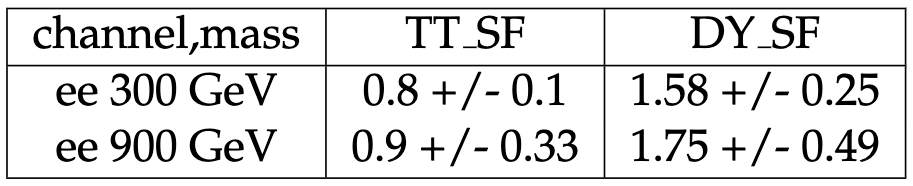 channel,mass TT_SF DY_SF
ee 300 GeV 0.8 +/- 0.1 1.58 +/- 0.25
ee 900 GeV 0.9 +/- 0.33 1.75 +/- 0.49